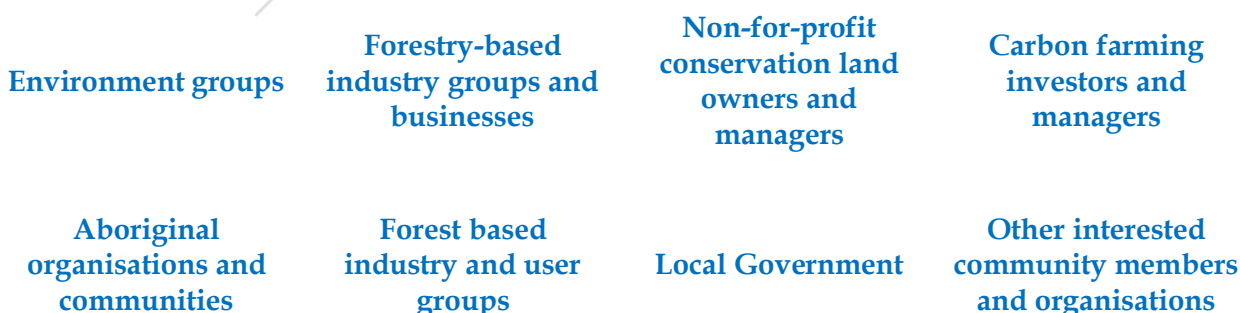 Environment groups
Forestry-based
industry groups and
businesses
Non-for-profit
conservation land
owners and
managers
Carbon farming
investors and
managers
Aboriginal
organisations and
communities
Forest based
industry and user
groups
Local Government
Other interested
community members
and organisations